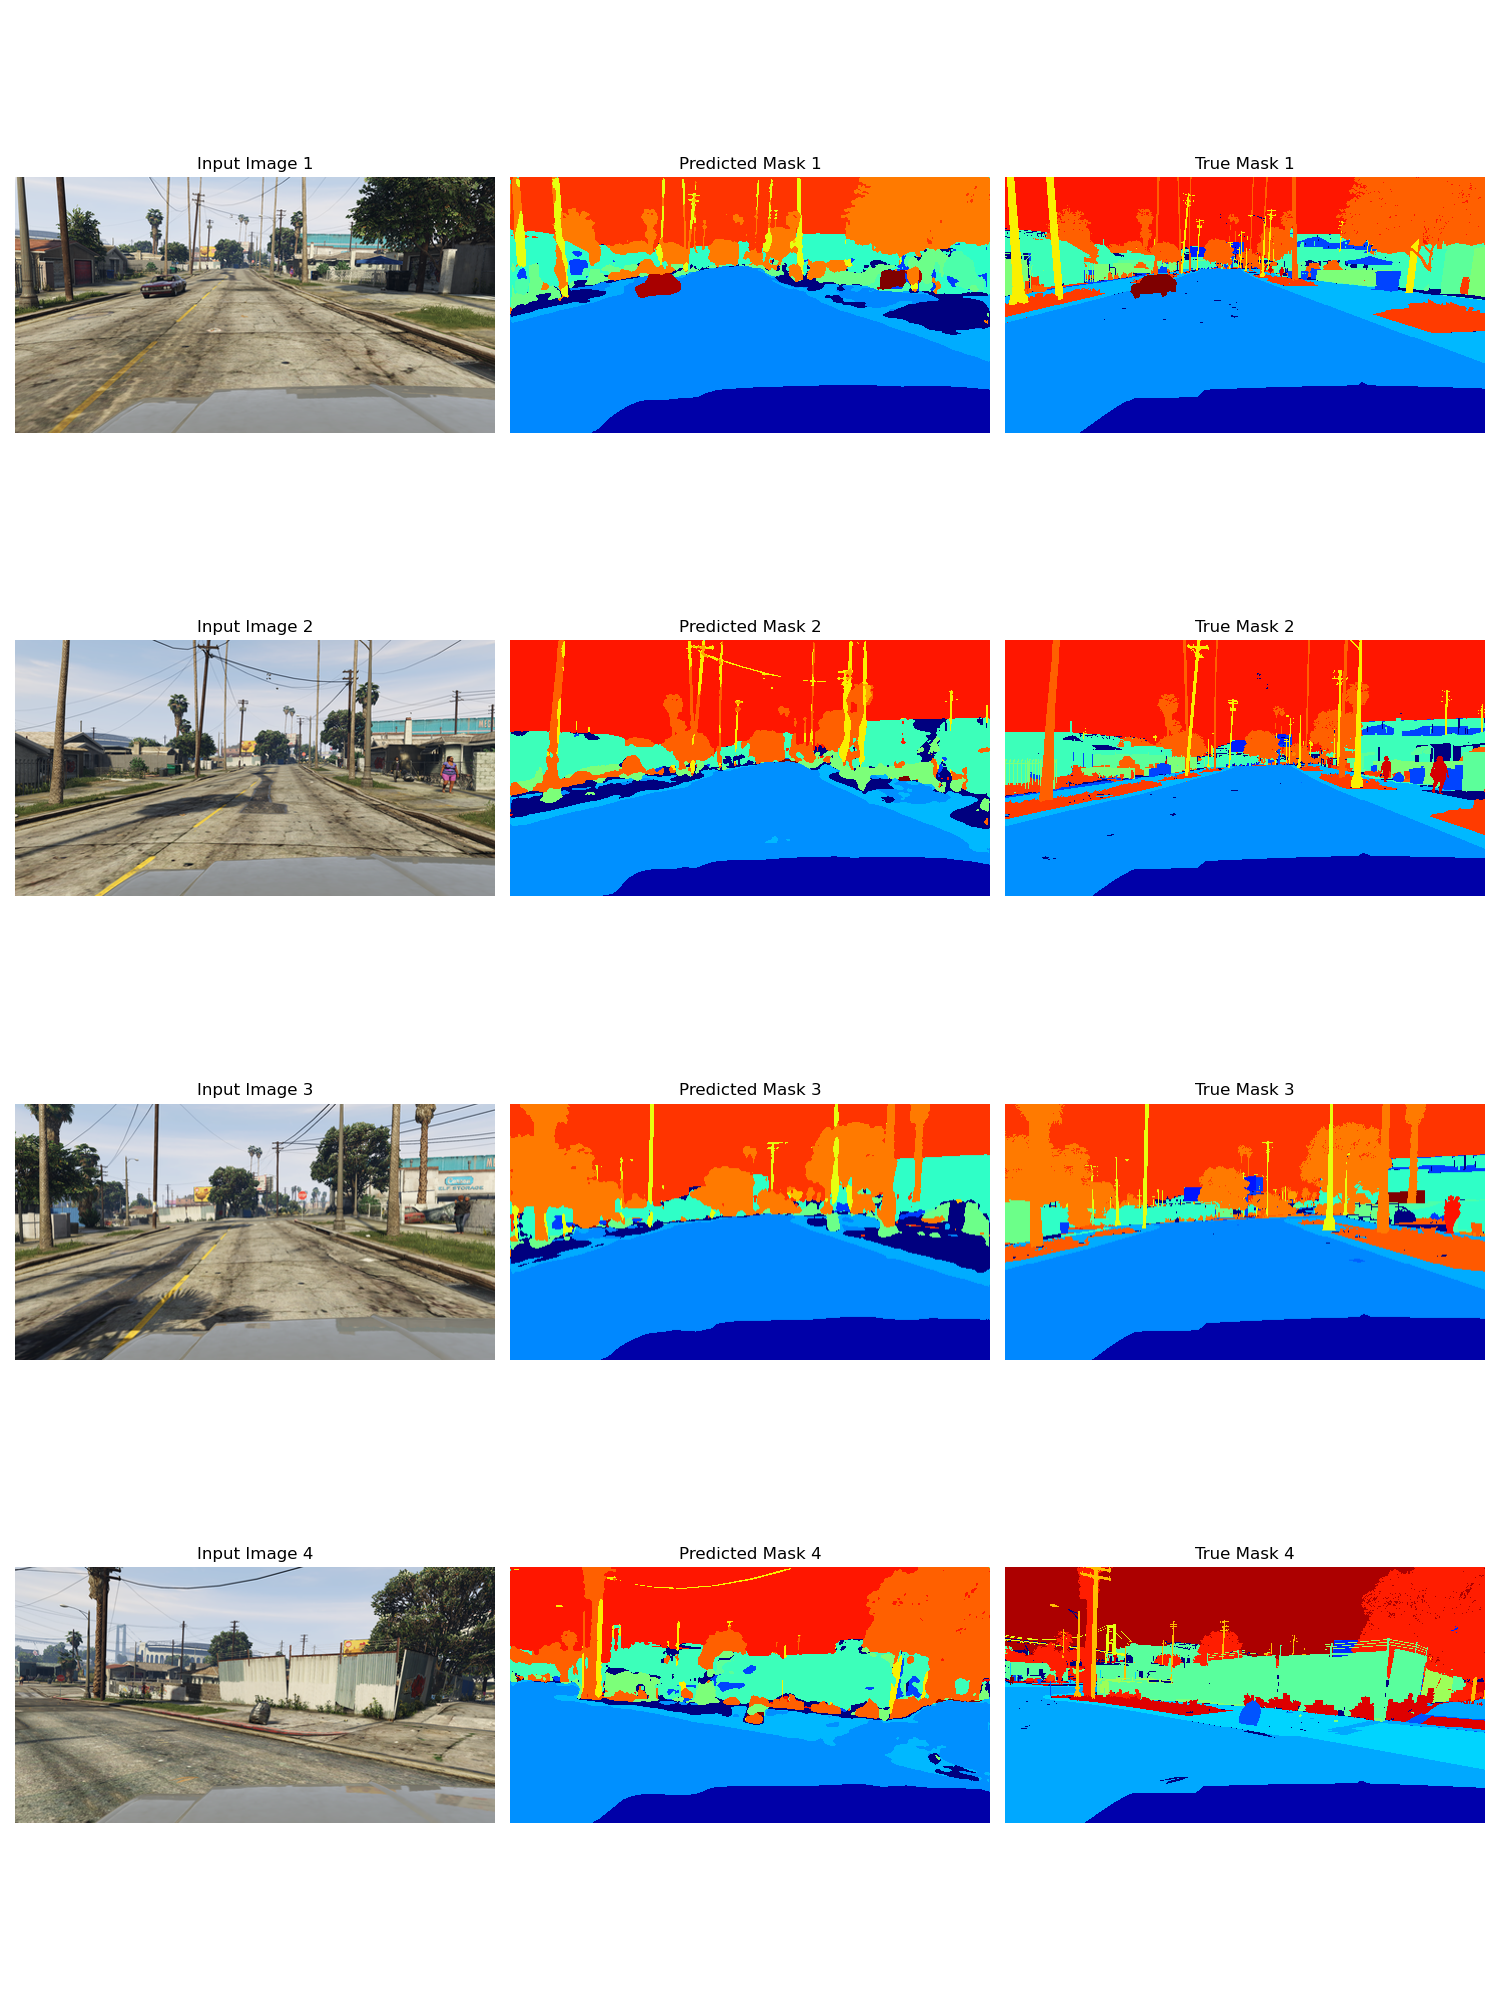 Input Image 1
Predicted Mask 1
True Mask 1
Input Image 2
Predicted Mask 2
True Mask 2
Input Image 3
Predicted Mask 3
True Mask 3
Input Image 4
Predicted Mask 4
True Mask 4